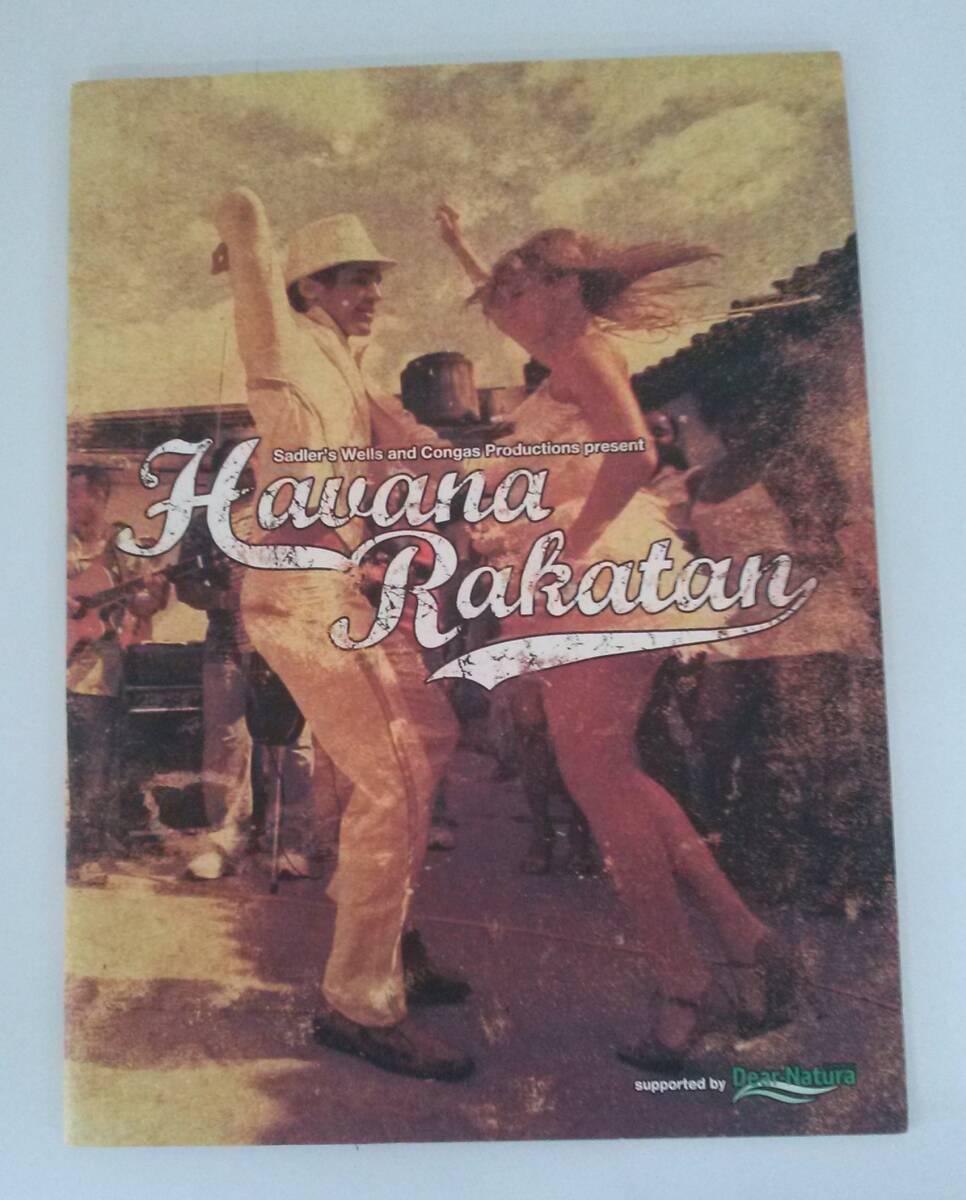 Sadler's Wells and Congas Productions present
Havana
Rakatan
supported by Dear-Natura